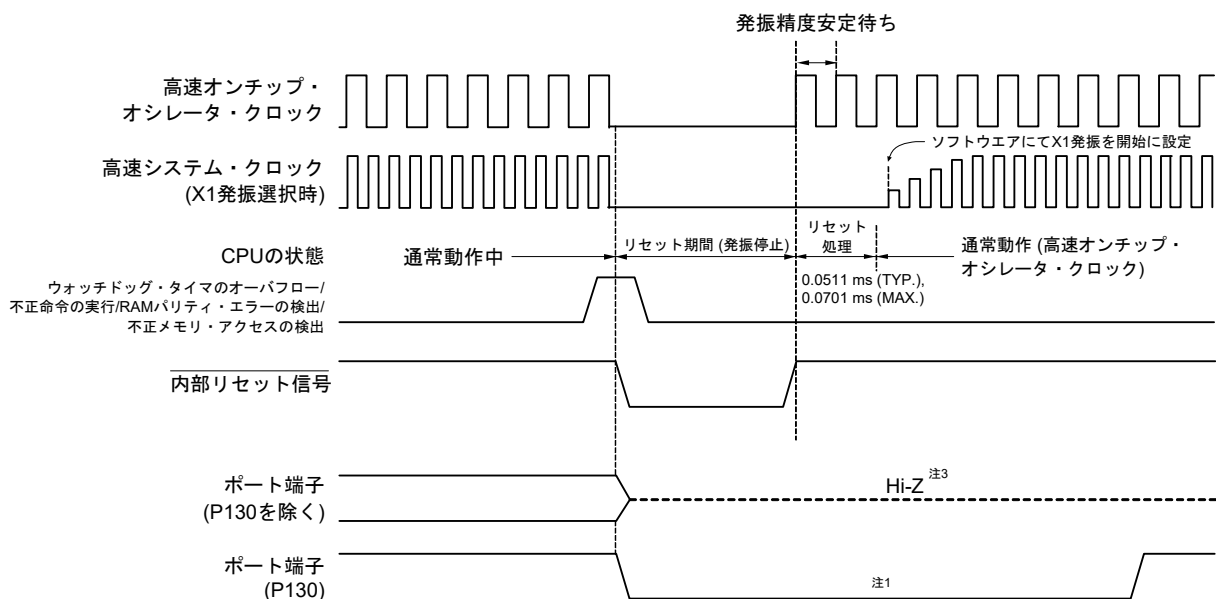 発振精度安定待ち
高速オンチップ・
オシレータ・クロック
ソフトウエアにてX1発振を開始に設定
高速システム・クロック
(X1発振選択時)
CPUの状態
通常動作中
リセット期間 (発振停止)
リセット
処理
0.0511 ms (TYP.),
0.0701 ms (MAX.)
通常動作 (高速オンチップ・
オシレータ・クロック)
ウォッチドッグ・タイマのオーバフロー/
不正命令の実行/RAMパリティ・エラーの検出/
不正メモリ・アクセスの検出
内部リセット信号
ポート端子
(P130を除く)
Hi-Z 注3
ポート端子
(P130)
注1